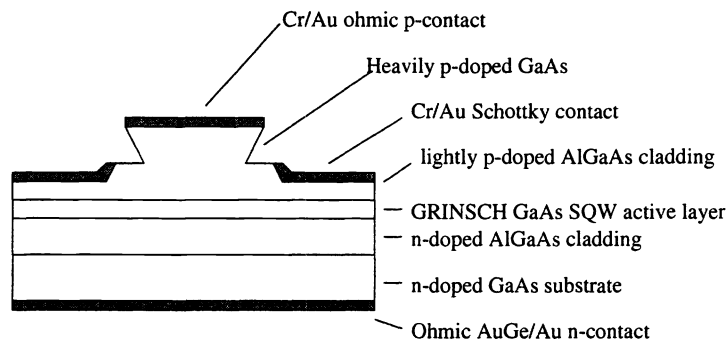 Cr/Au ohmic p-contact
Heavily p-doped GaAs
Cr/Au Schottky contact
lightly p-doped AlGaAs cladding
GRINSCH GaAs SQW active layer
n-doped AlGaAs cladding
n-doped GaAs substrate
Ohmic AuGe/Au n-contact